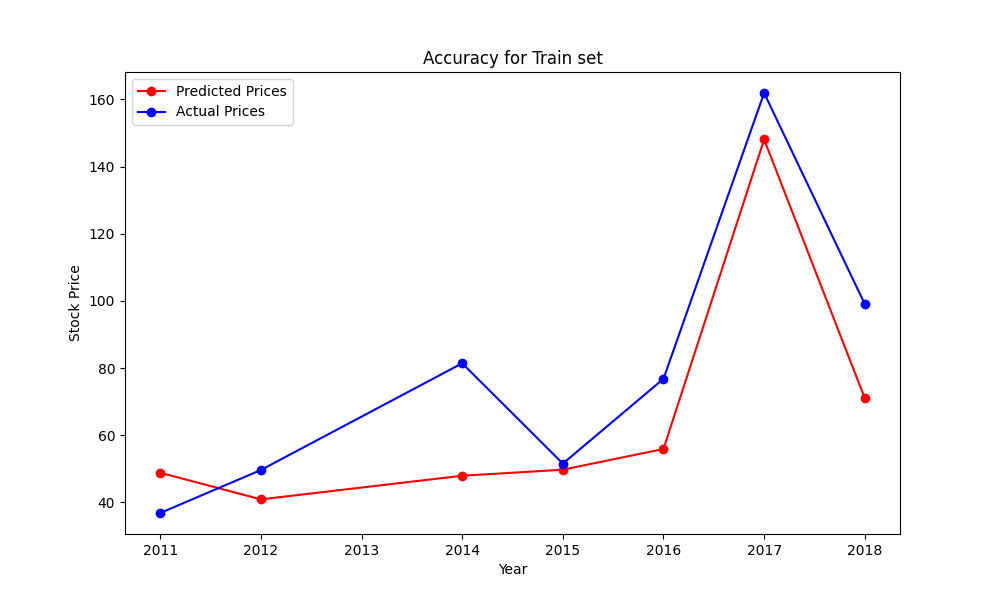 Accuracy for Train set
Predicted Prices
Actual Prices
160
140
120
100
80
60
40
Stock Price
2011 2012 2013 2014 2015 2016 2017 2018
Year